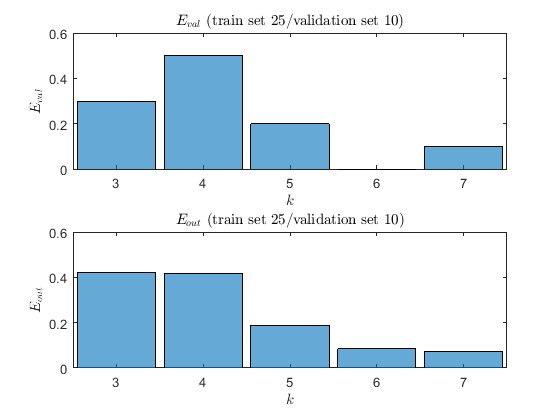 E_val (train set 25/validation set 10)
0.6
0.4
0.2
0
E_val
3 4 5 6 7
k
E_out (train set 25/validation set 10)
0.6
0.4
0.2
0
E_out
3 4 5 6 7
k